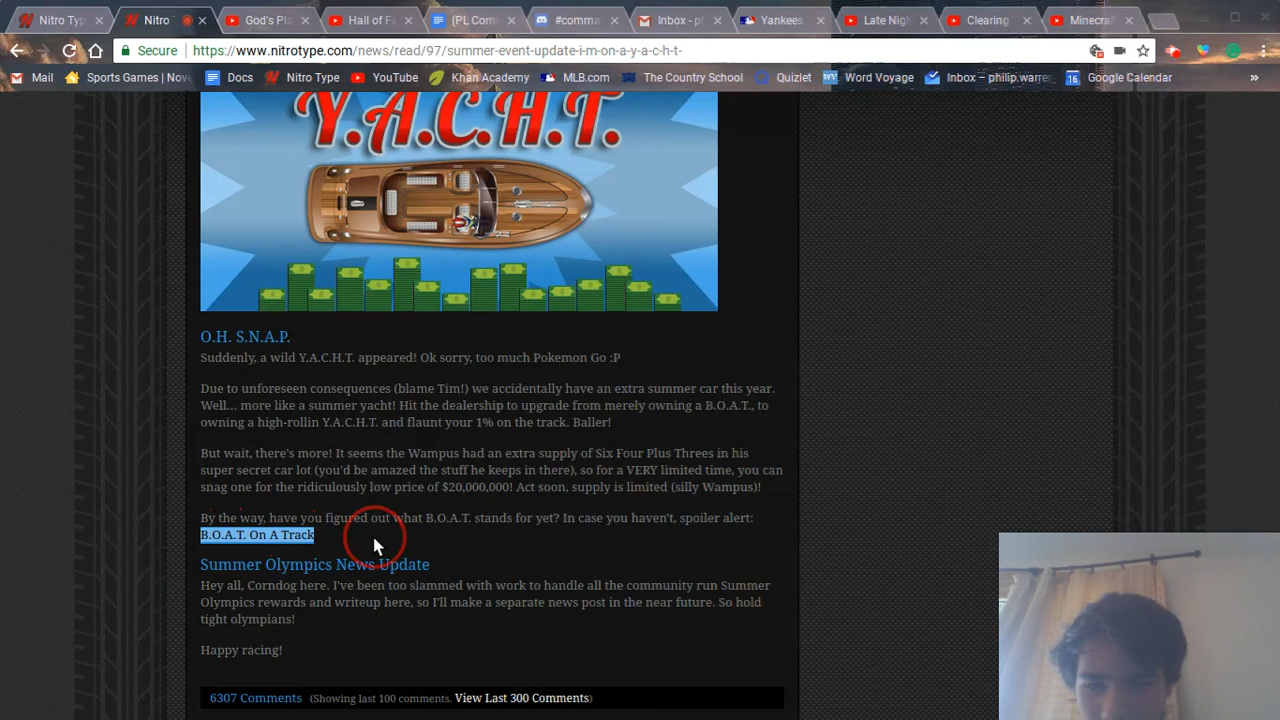 Nitro Typ
Nitro T
God's Pla
Hall of Fa
(PL Com
#comma
Inbox - p
Yankees
Late Nig
Clearing
Minecraf
Secure
https://www.nitrotype.com/news/read/97/summer-event-update-i-m-on-a-y-a-c-h-t-
Mail
Sports Games | Nove
Docs
Nitro Type
YouTube
Khan Academy
MLB.com
The Country School
Quizlet
Word Voyage
Inbox – philip.warre
Google Calendar
»
Y.A.C.H.T.
O.H. S.N.A.P.
Suddenly, a wild Y.A.C.H.T. appeared! Ok sorry, too much Pokemon Go :P
Due to unforeseen consequences (blame Tim!) we accidentally have an extra summer car this year.
Well... more like a summer yacht! Hit the dealership to upgrade from merely owning a B.O.A.T., to
owning a high-rollin Y.A.C.H.T. and flaunt your 1% on the track. Baller!
But wait, there's more! It seems the Wampus had an extra supply of Six Four Plus Threes in his
super secret car lot (you'd be amazed the stuff he keeps in there), so for a VERY limited time, you can
snag one for the ridiculously low price of $20,000,000! Act soon, supply is limited (silly Wampus)!
By the way, have you figured out what B.O.A.T. stands for yet? In case you haven't, spoiler alert:
B.O.A.T. On A Track
Summer Olympics News Update
Hey all, Corndog here. I've been too slammed with work to handle all the community run Summer
Olympics rewards and writeup here, so I'll make a separate news post in the near future. So hold
tight olympians!
Happy racing!
6307 Comments (Showing last 100 comments. View Last 300 Comments)